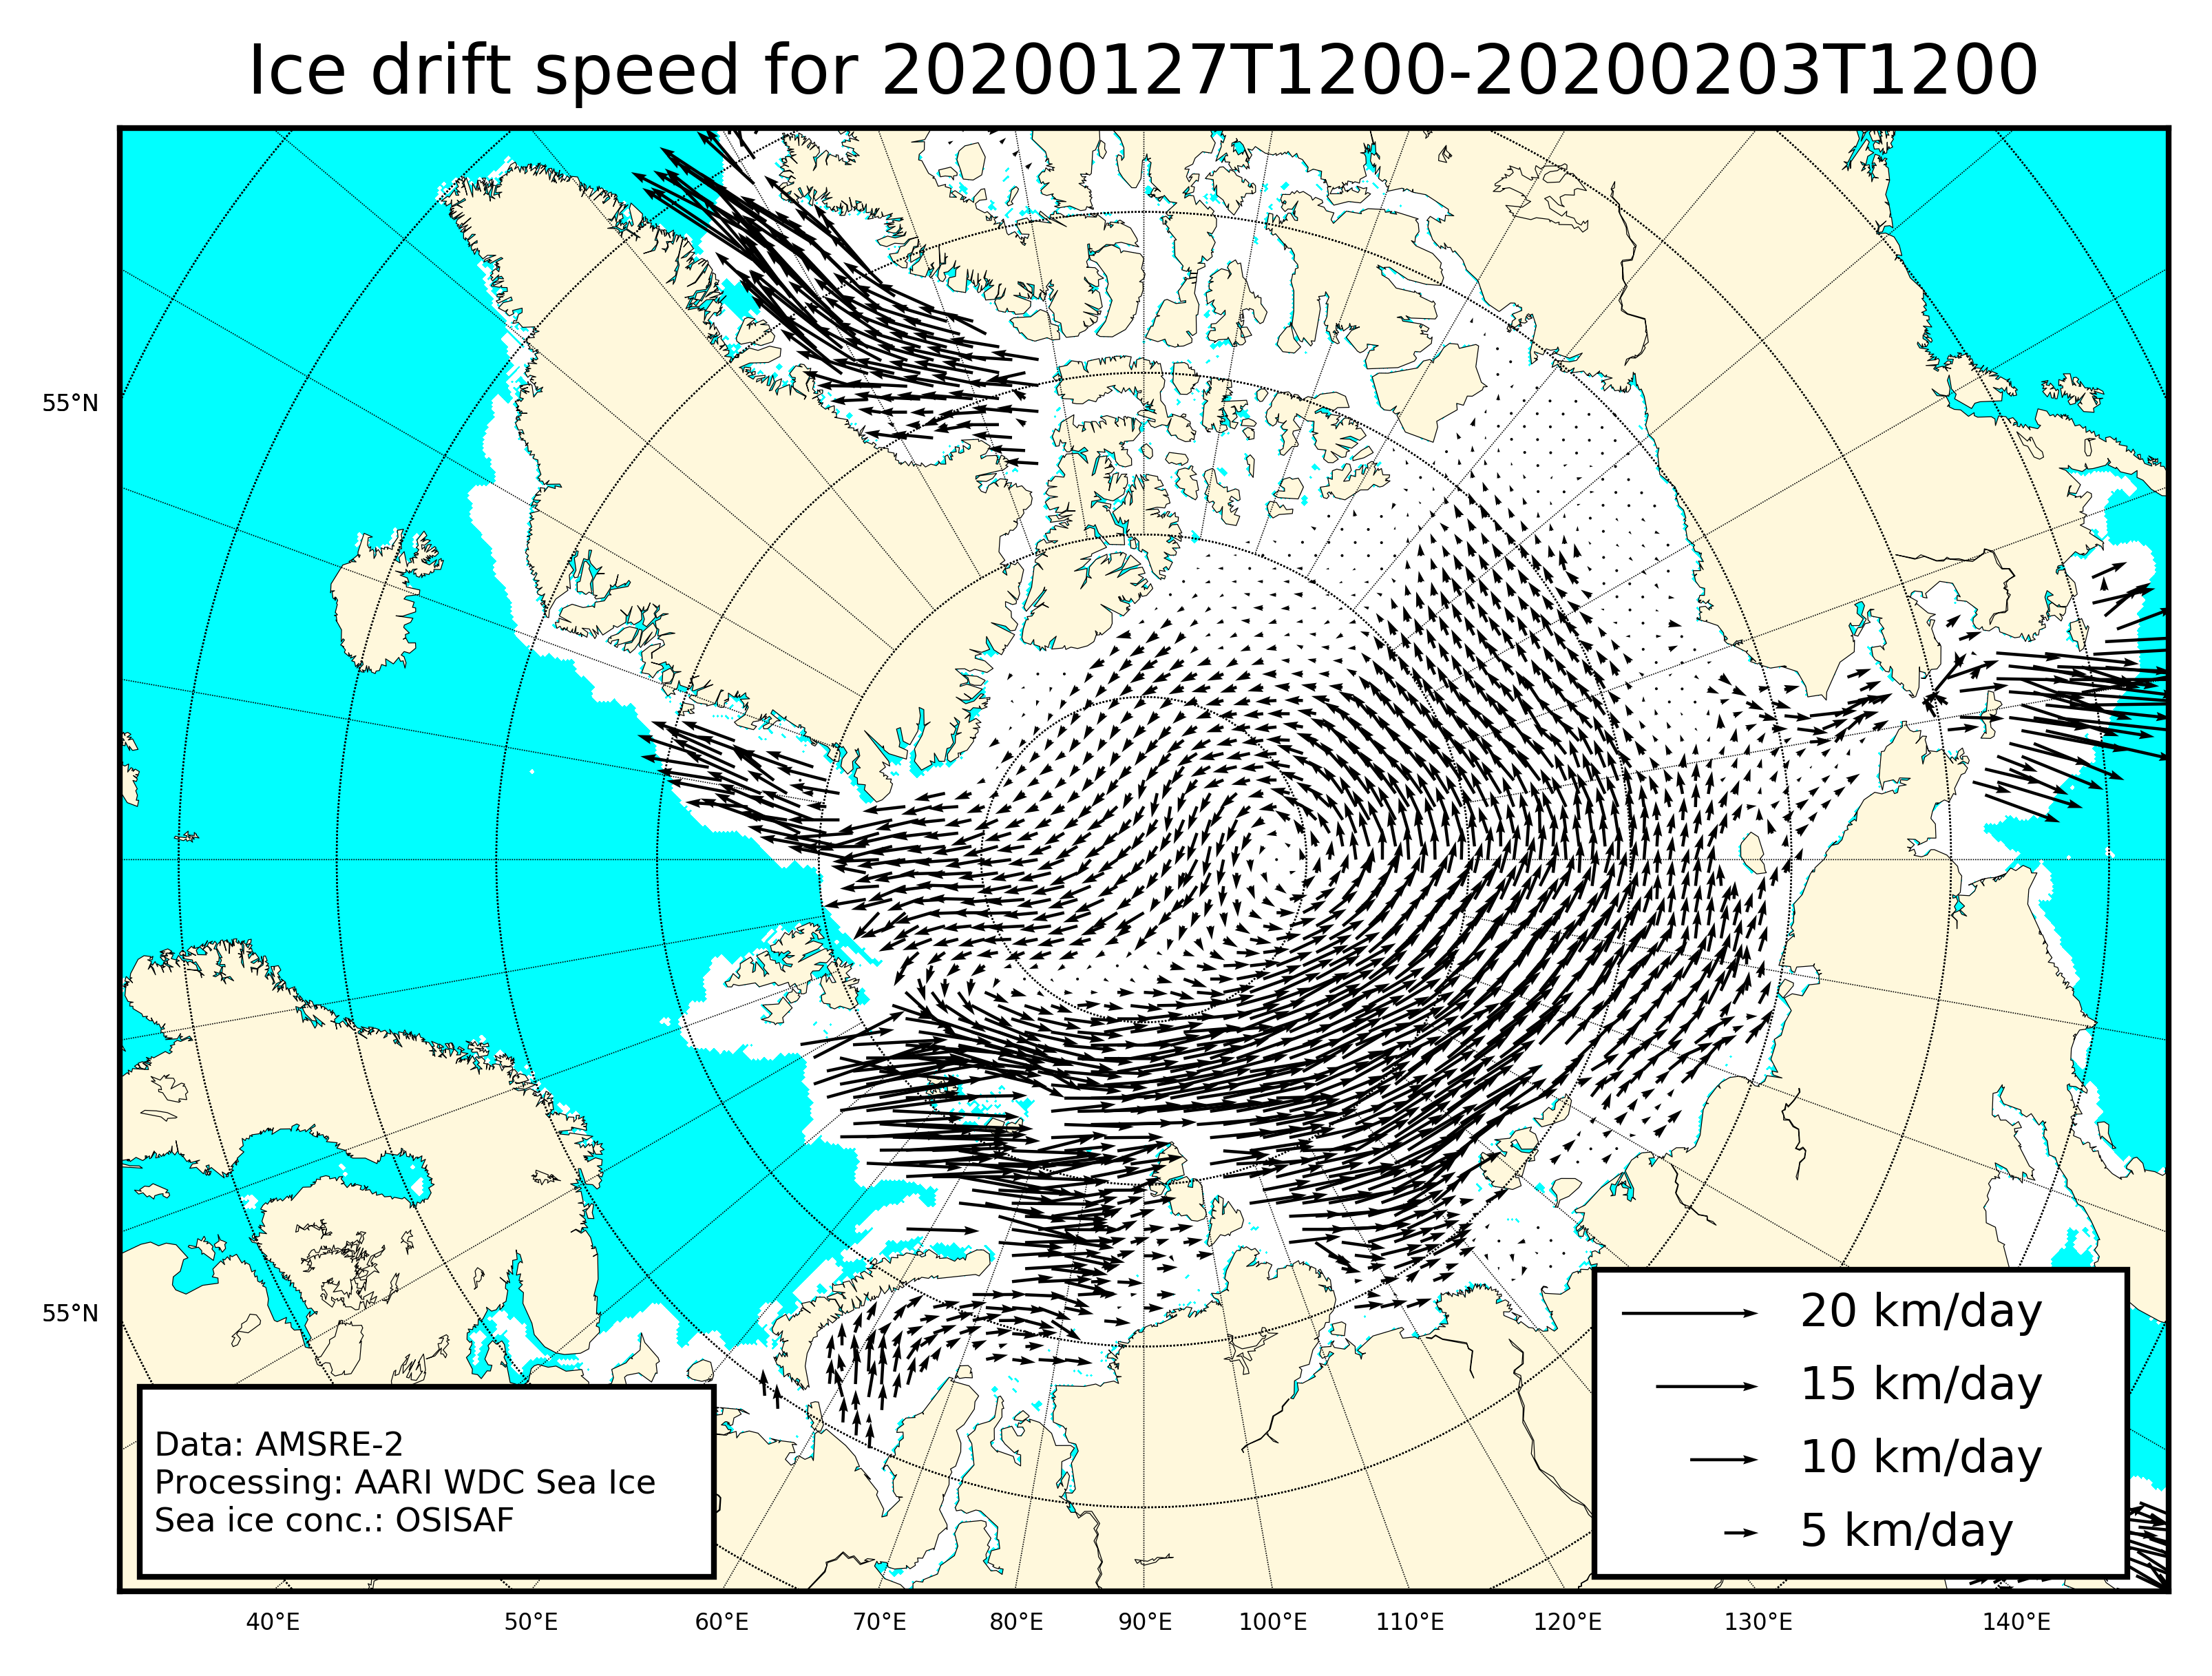 Ice drift speed for 20200127T1200-20200203T1200
55°N
55°N
20 km/day
15 km/day
10 km/day
5 km/day
Data: AMSRE-2
Processing: AARI WDC Sea Ice
Sea ice conc.: OSISAF
40°E 50°E 60°E 70°E 80°E 90°E 100°E 110°E 120°E 130°E 140°E